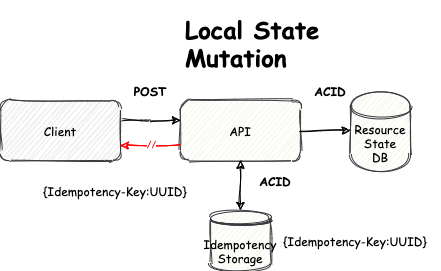 Local State
Mutation
POST
ACID
Client
API
Resource
State
DB
//
ACID
{Idempotency-Key:UUID}
Idempotency
Storage
{Idempotency-Key:UUID}